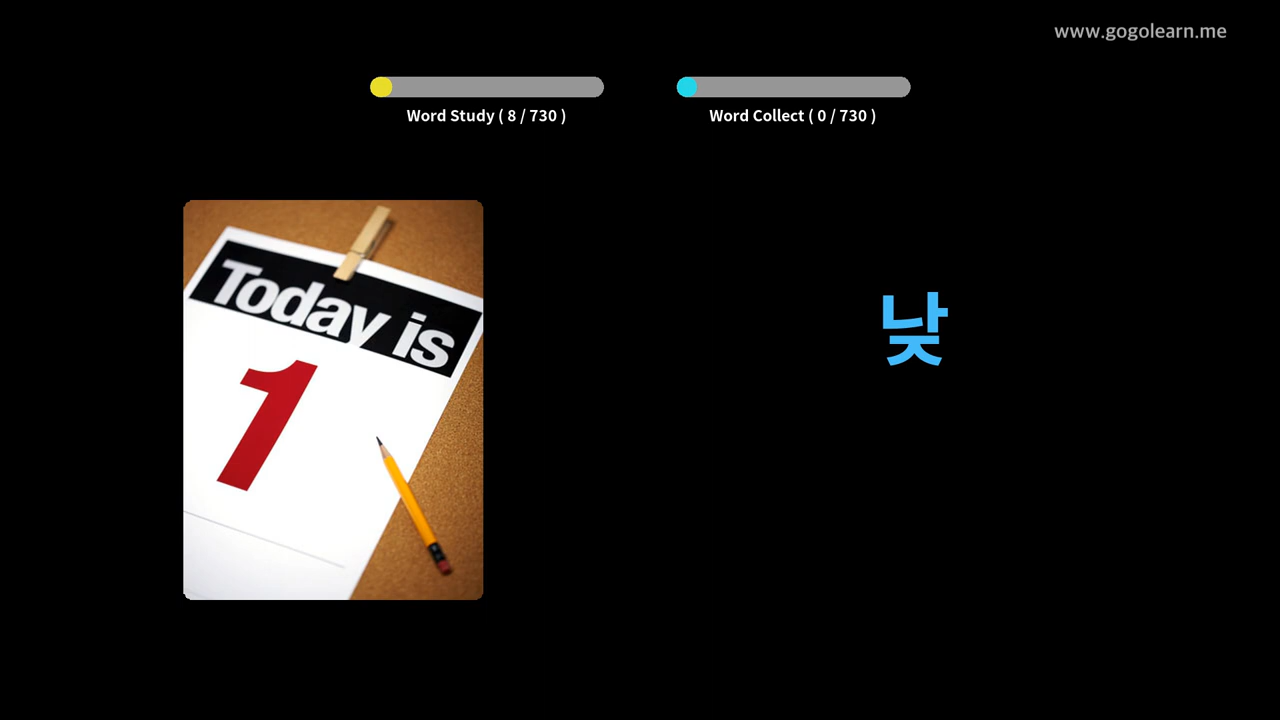 www.gogolearn.me
Word Study ( 8 / 730 )
Word Collect ( 0 / 730 )
Today is
1
낮